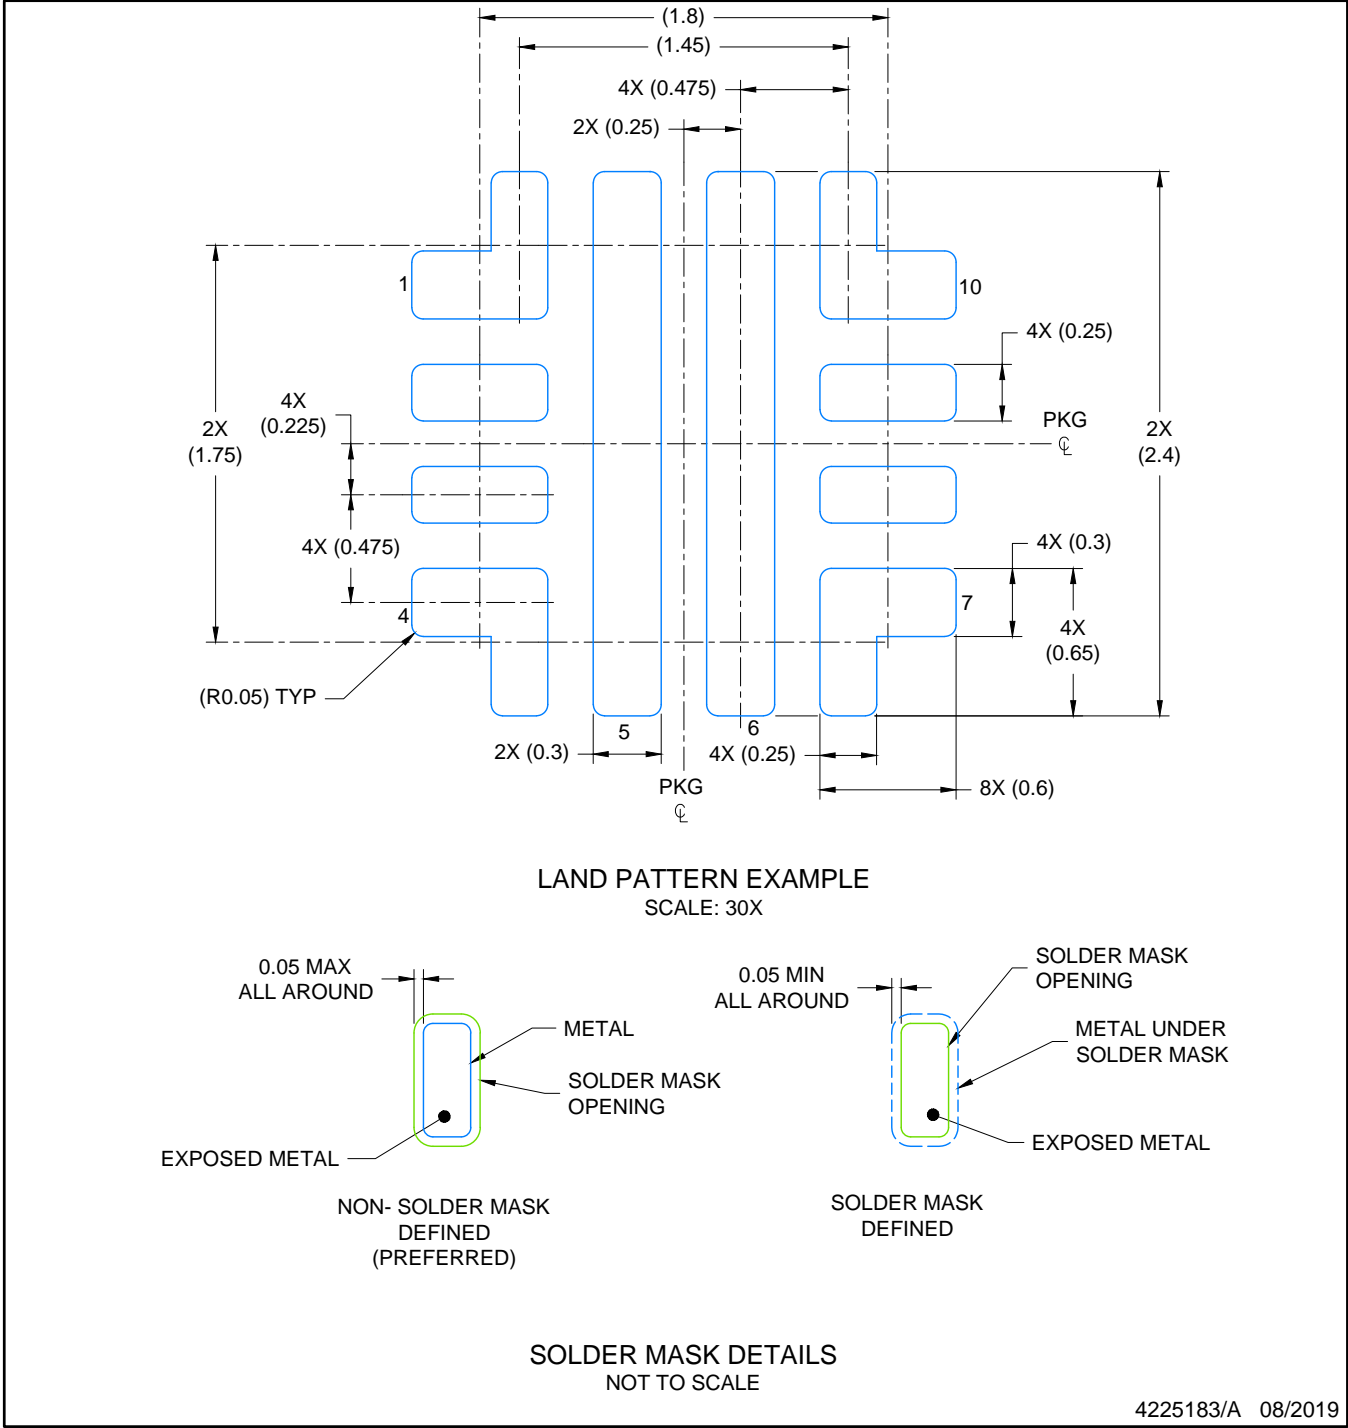 (1.8)
(1.45)
4X (0.475)
2X (0.25)
1
10
4X (0.25)
4X
(0.225)
2X
(1.75)
PKG
℄
2X
(2.4)
4X (0.475)
4X (0.3)
4
7
4X
(0.65)
(R0.05) TYP
5
6
2X (0.3)
4X (0.25)
PKG
℄
8X (0.6)
LAND PATTERN EXAMPLE
SCALE: 30X
0.05 MAX
ALL AROUND
METAL
SOLDER MASK
OPENING
EXPOSED METAL
NON- SOLDER MASK
DEFINED
(PREFERRED)
0.05 MIN
ALL AROUND
SOLDER MASK
OPENING
METAL UNDER
SOLDER MASK
EXPOSED METAL
SOLDER MASK
DEFINED
SOLDER MASK DETAILS
NOT TO SCALE
4225183/A 08/2019